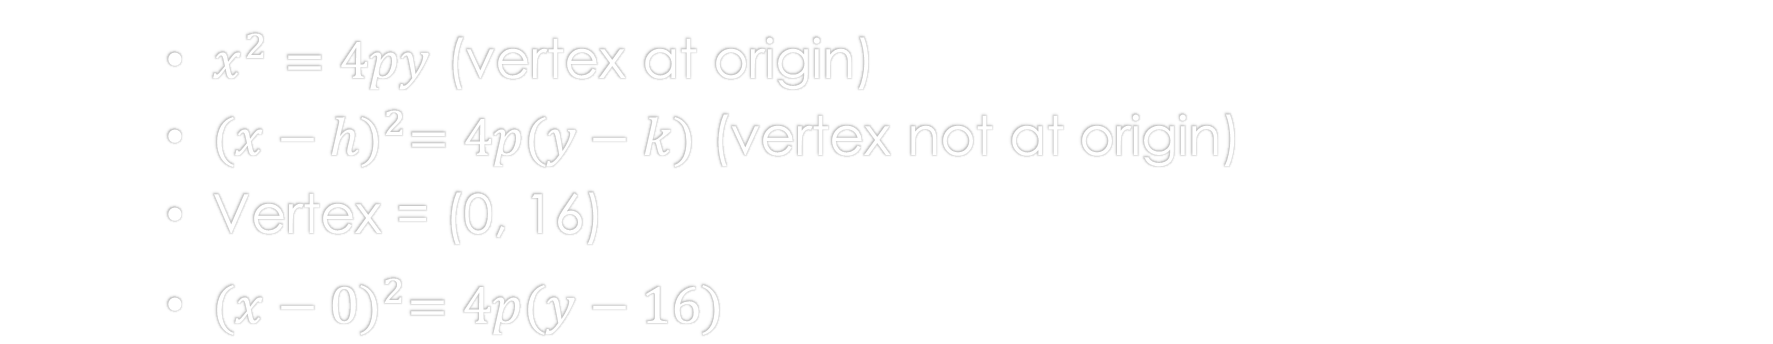 • x² = 4py (vertex at origin)
• (x − h)²= 4p(y − k) (vertex not at origin)
• Vertex = (0, 16)
• (x − 0)²= 4p(y − 16)